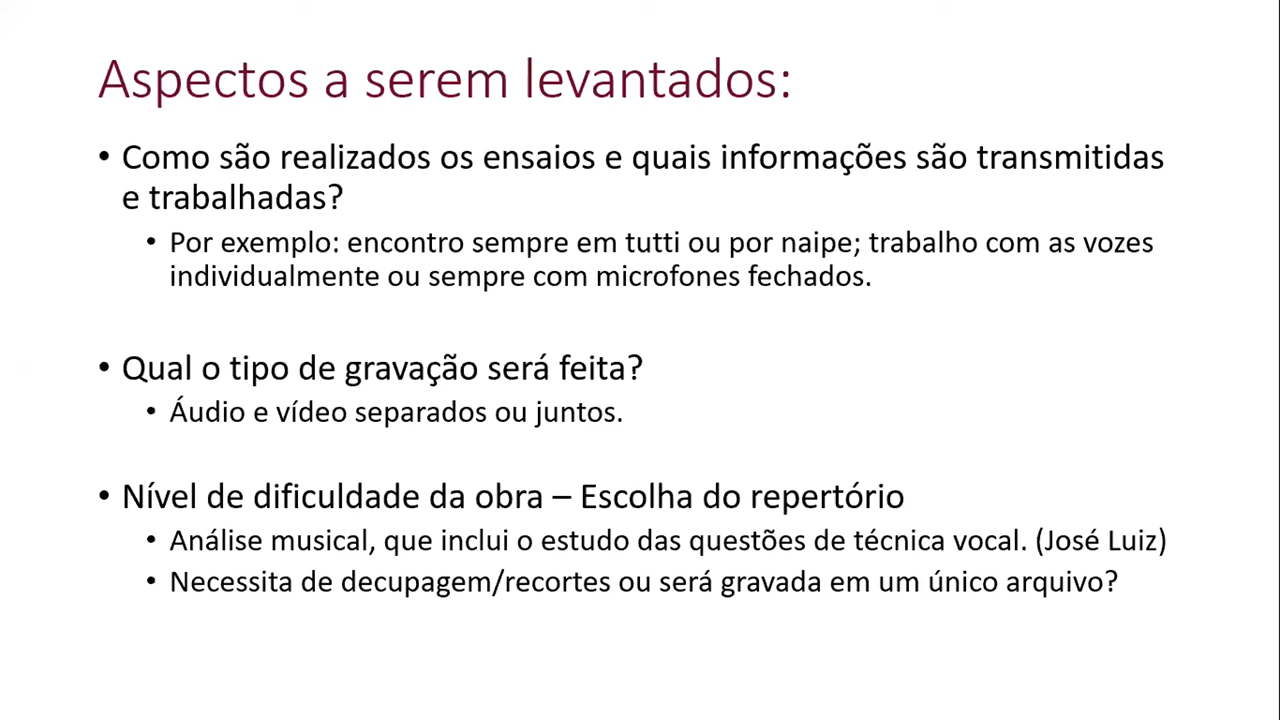 Aspectos a serem levantados:
• Como são realizados os ensaios e quais informações são transmitidas
e trabalhadas?
• Por exemplo: encontro sempre em tutti ou por naipe; trabalho com as vozes
individualmente ou sempre com microfones fechados.
• Qual o tipo de gravação será feita?
• Áudio e vídeo separados ou juntos.
• Nível de dificuldade da obra – Escolha do repertório
• Análise musical, que inclui o estudo das questões de técnica vocal. (José Luiz)
• Necessita de decupagem/recortes ou será gravada em um único arquivo?